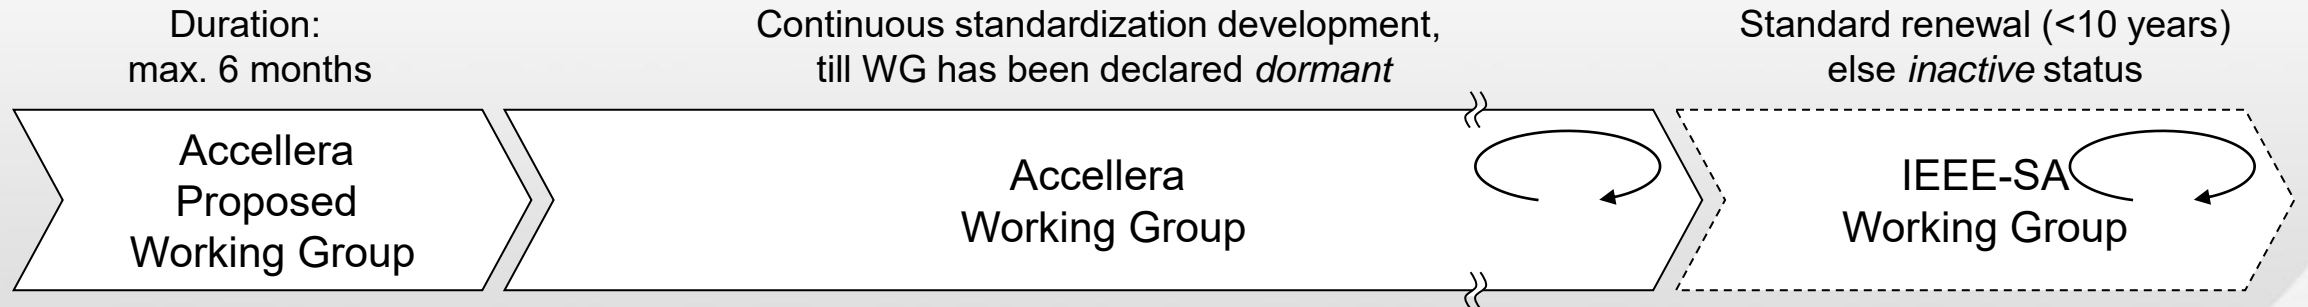 Duration:
max. 6 months
Continuous standardization development,
till WG has been declared dormant
Standard renewal (<10 years)
else inactive status
Accellera
Proposed
Working Group
Accellera
Working Group
IEEE-SA
Working Group